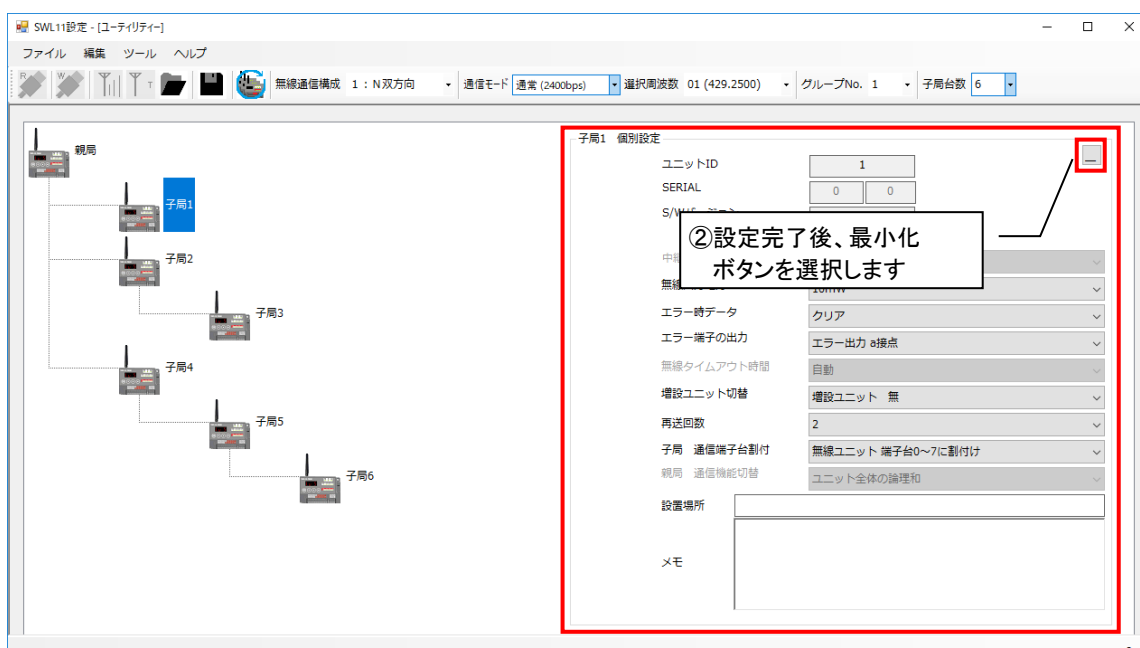 SWL11設定 - [ユーティリティー]
ファイル 編集 ツール ヘルプ
R W T 無線通信構成 1：N双方向 通信モード 通常 (2400bps) 選択周波数 01 (429.2500) グループNo. 1 子局台数 6
親局
子局1
子局2
子局3
子局4
子局5
子局6
子局1 個別設定
ユニットID 1
SERIAL 0 0
②設定完了後、最小化
ボタンを選択します
エラー時データ クリア
エラー端子の出力 エラー出力 a接点
無線タイムアウト時間 自動
増設ユニット切替 増設ユニット 無
再送回数 2
子局 通信端子台割付 無線ユニット 端子台0～7に割付け
親局 通信機能切替 ユニット全体の論理和
設置場所
メモ